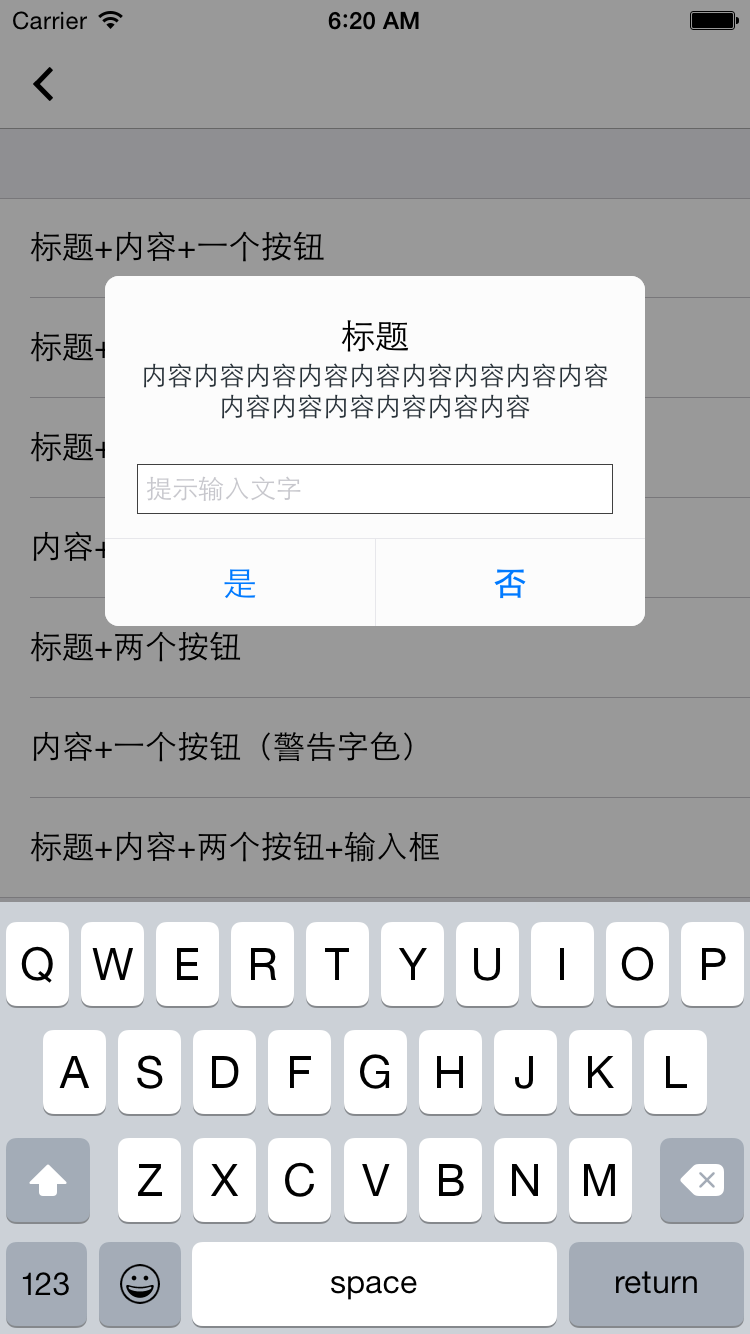 Carrier 6:20 AM
标题+内容+一个按钮
标题+
标题+
内容+
标题+两个按钮
内容+一个按钮（警告字色）
标题+内容+两个按钮+输入框
标题
内容内容内容内容内容内容内容内容内容
内容内容内容内容内容内容
提示输入文字
是 否
Q W E R T Y U I O P
A S D F G H J K L
Z X C V B N M
123 space return